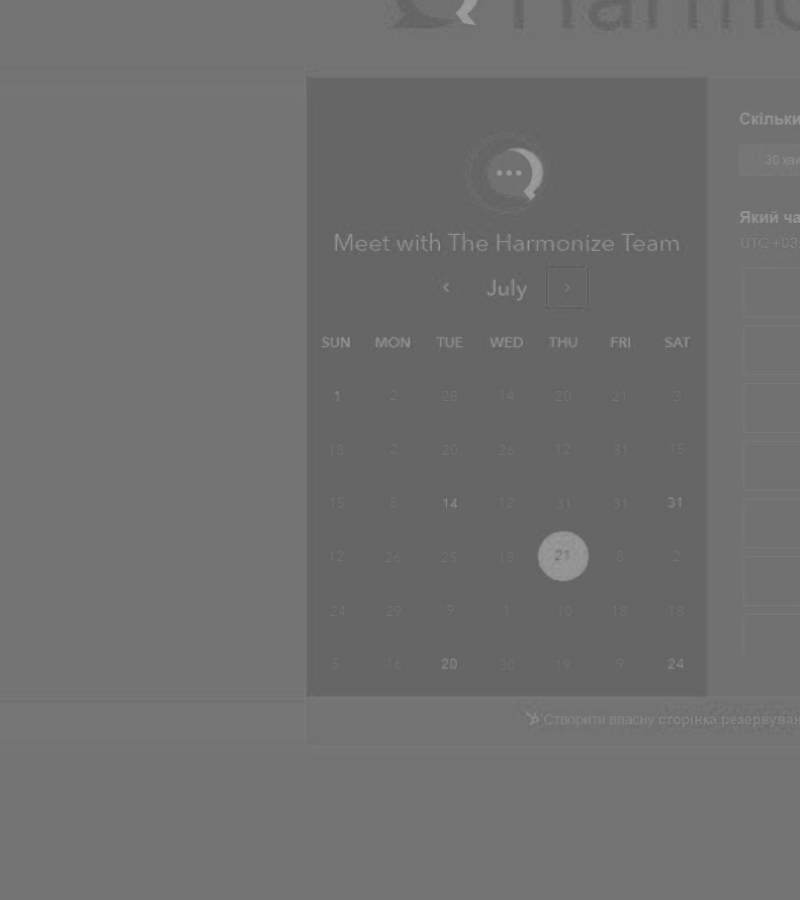 Harmo
Скільки
30 хви
Meet with The Harmonize Team
Який ча
UTC +03:
July
SUN MON TUE WED THU FRI SAT
1 2 28 14 20 21 3
18 2 20 26 12 31 15
15 8 14 12 31 31 31
12 26 25 18 21 8 2
24 29 9 1 10 18 18
5 16 20 30 19 9 24
Створити власну сторінка резервуван